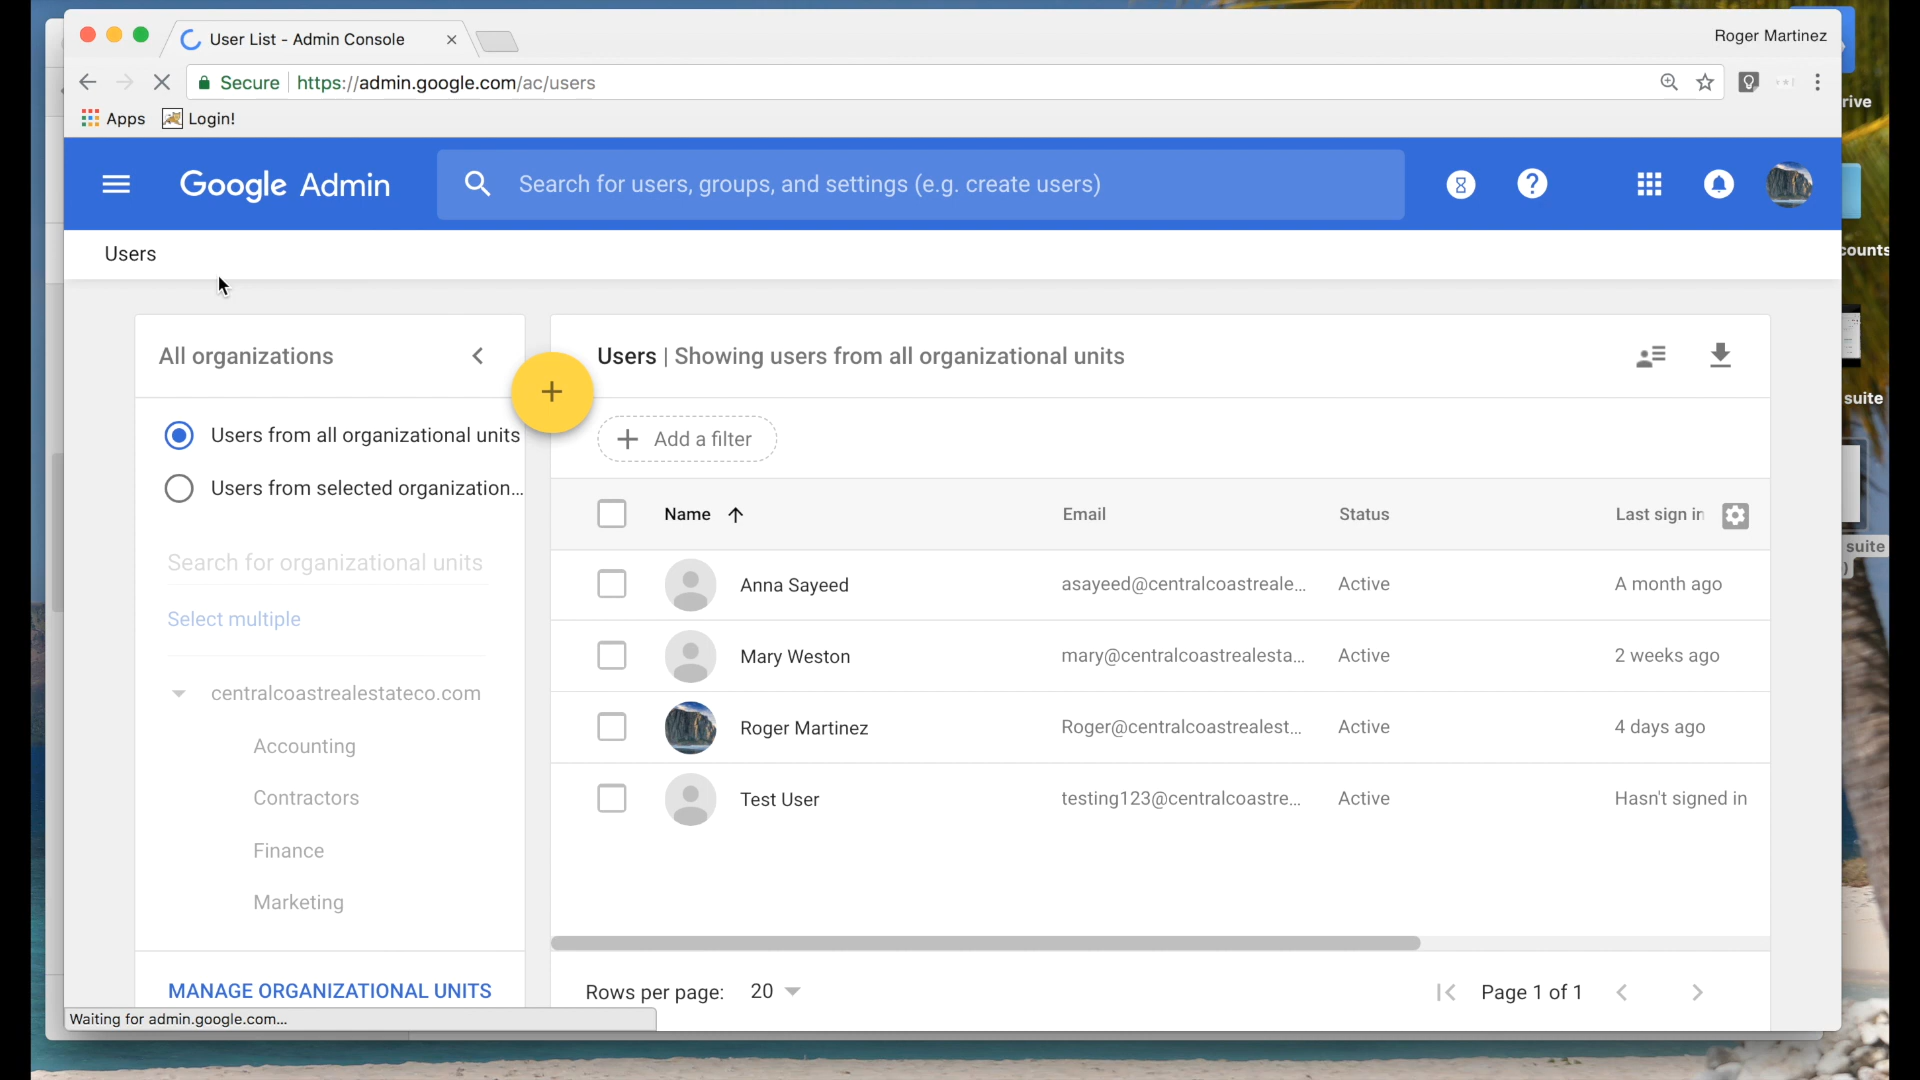 User List - Admin Console
Roger Martinez
Secure https://admin.google.com/ac/users
Apps Login!
rive
Google Admin
Search for users, groups, and settings (e.g. create users)
counts
Users
All organizations
Users | Showing users from all organizational units
suite
Users from all organizational units
Add a filter
Users from selected organization...
Name Email Status Last sign in
suite
)
Search for organizational units
Anna Sayeed asayeed@centralcoastreale... Active A month ago
Select multiple
Mary Weston mary@centralcoastrealesta... Active 2 weeks ago
centralcoastrealestateco.com
Roger Martinez Roger@centralcoastrealest... Active 4 days ago
Accounting
Contractors
Test User testing123@centralcoastre... Active Hasn't signed in
Finance
Marketing
MANAGE ORGANIZATIONAL UNITS
Rows per page: 20
Page 1 of 1
Waiting for admin.google.com...